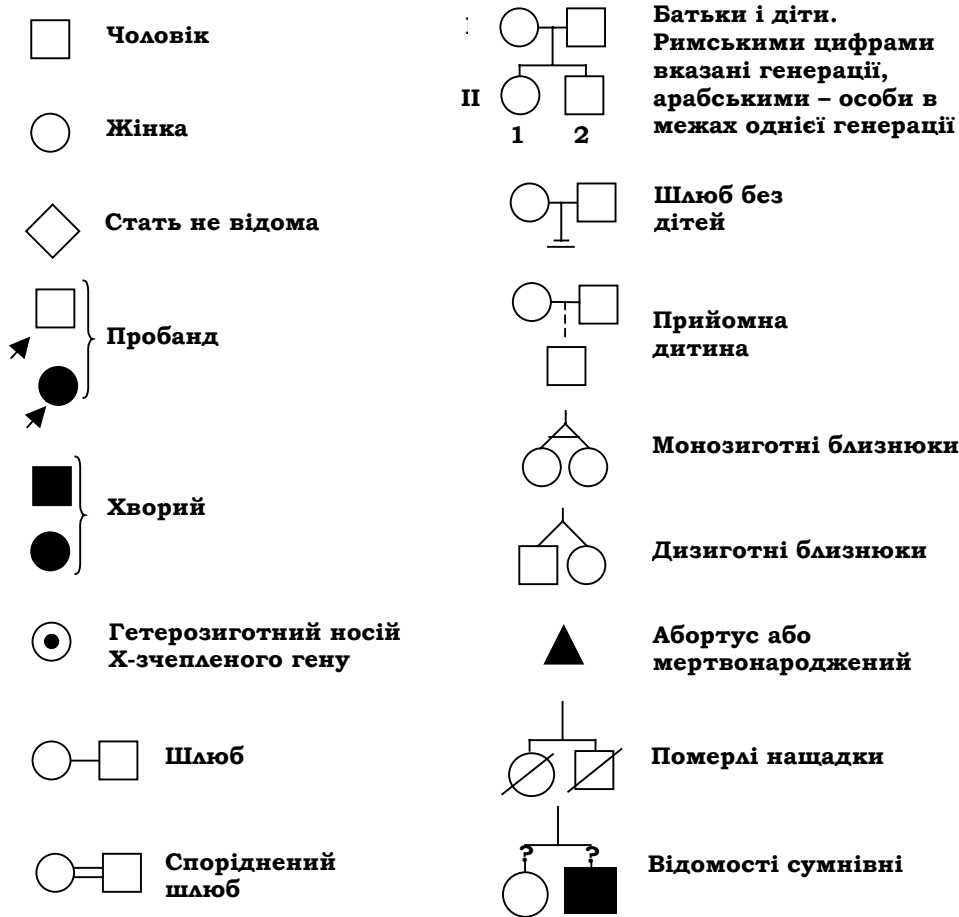 Чоловік
Жінка
Стать не відома
Пробанд
Хворий
Гетерозиготний носій
Х-зчепленого гену
Шлюб
Споріднений
шлюб
Батьки і діти.
Римськими цифрами
вказані генерації,
арабськими – особи в
межах однієї генерації
II
1 2
Шлюб без
дітей
Прийомна
дитина
Монозиготні близнюки
Дизиготні близнюки
Абортус або
мертвонароджений
Померлі нащадки
? ?
Відомості сумнівні